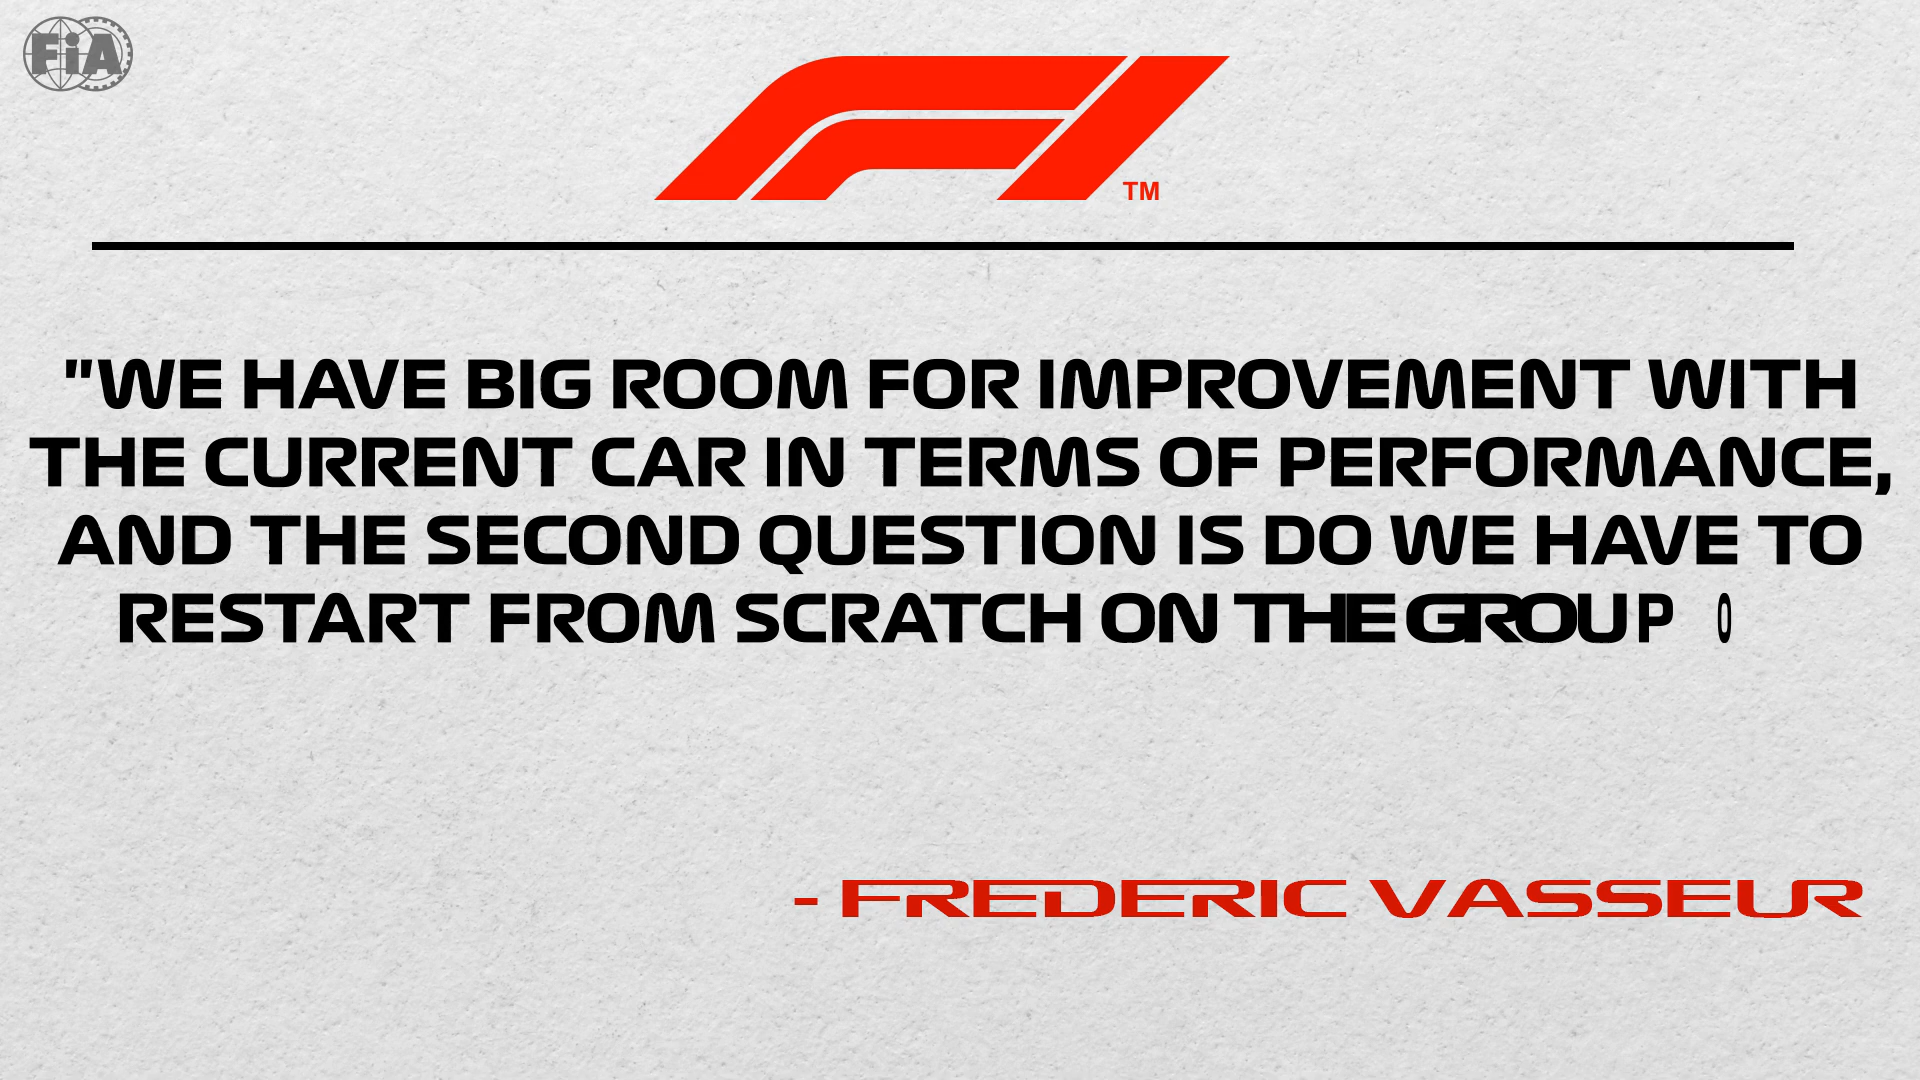 FiA
F1
TM
"WE HAVE BIG ROOM FOR IMPROVEMENT WITH
THE CURRENT CAR IN TERMS OF PERFORMANCE,
AND THE SECOND QUESTION IS DO WE HAVE TO
RESTART FROM SCRATCH ON THE GROUP O
- FREDERIC VASSEUR